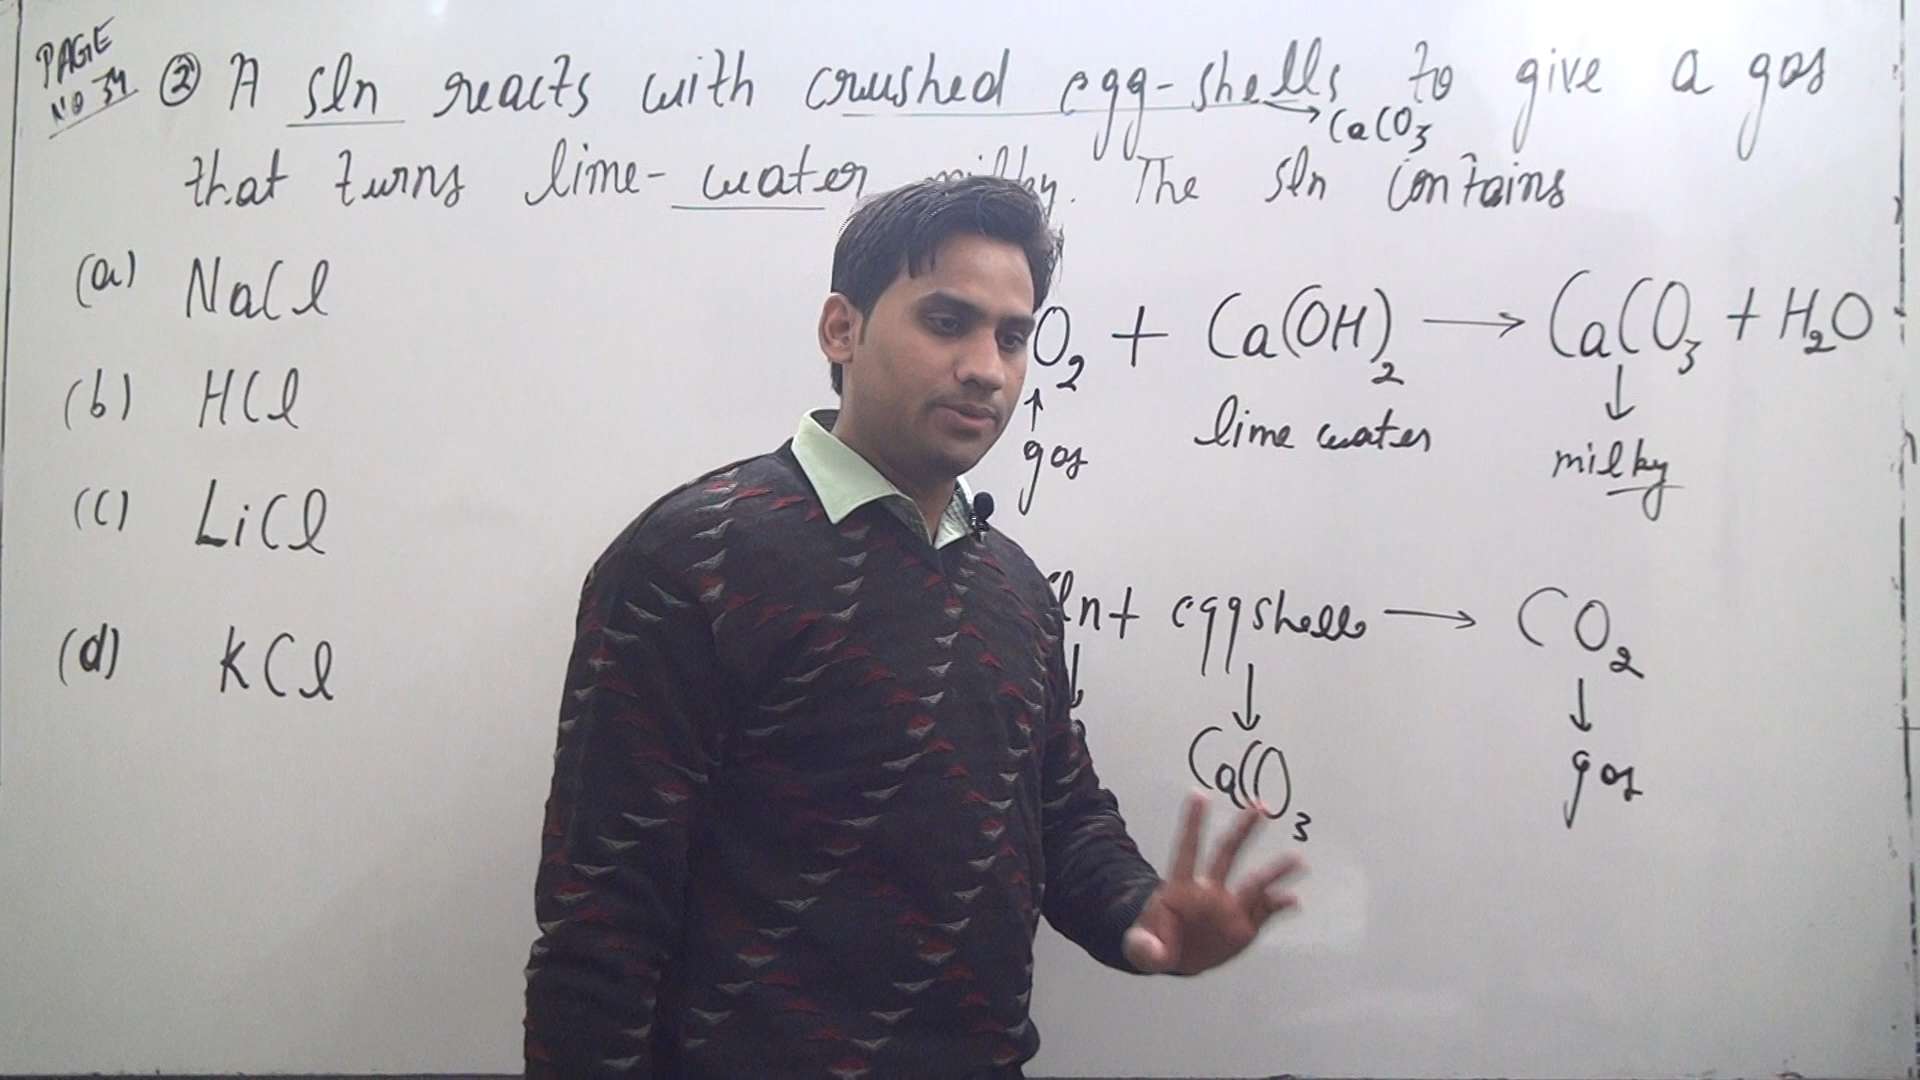 PAGE
NO 34
② A sln reacts with crushed egg-shells to give a gas
CaCO3
that turns lime-water milky. The sln contains
(a) NaCl
O2 + Ca(OH)2 → CaCO3 + H2O
↑ ↓
gas lime water milky
(b) HCl
(c) LiCl
ln + eggshells → CO2
↓ ↓ ↓
CaCO3 gas
(d) KCl